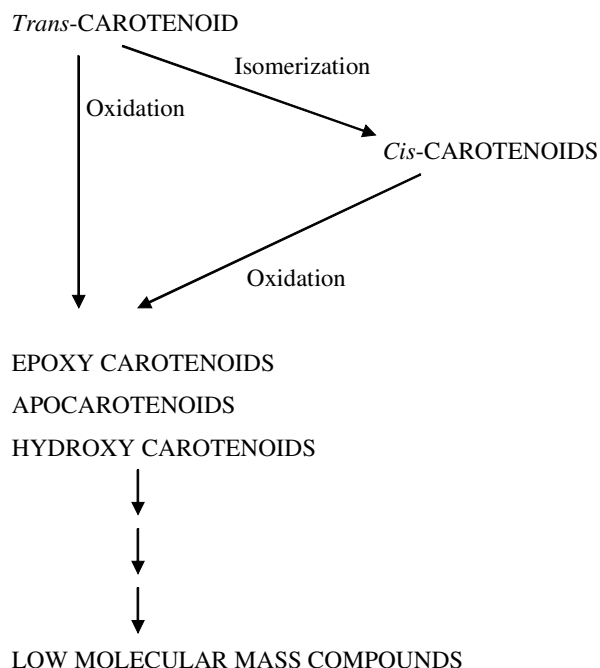 Trans-CAROTENOID
Isomerization
Oxidation
Cis-CAROTENOIDS
Oxidation
EPOXY CAROTENOIDS
APOCAROTENOIDS
HYDROXY CAROTENOIDS
LOW MOLECULAR MASS COMPOUNDS